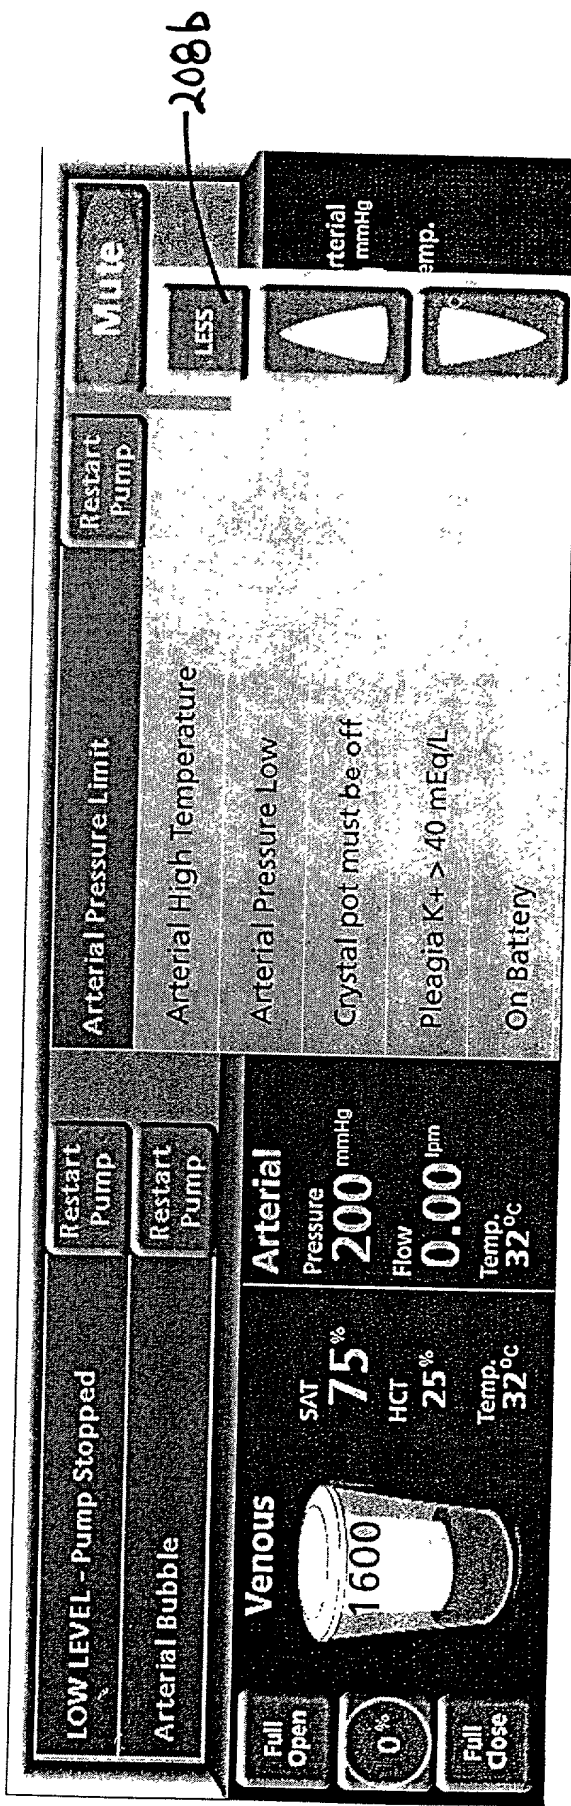 208b
LOW LEVEL - Pump Stopped
Restart
Pump
Arterial Pressure Limit
Restart
Pump
Mute
Arterial Bubble
Restart
Pump
Arterial High Temperature
LESS
Arterial Pressure Low
Crystal pot must be off
Pleagia K+ > 40 mEq/L
On Battery
Full
Open
0%
Full
Close
Venous
1600
SAT
75%
HCT
25%
Temp.
32°C
Arterial
Pressure
200 mmHg
Flow
0.00 lpm
Temp.
32°C
rterial
mmHg
emp.